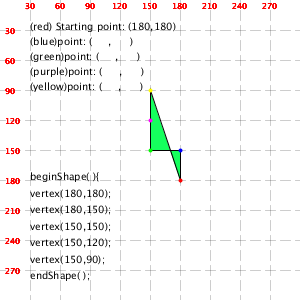 30 60 90 120 150 180 210 240 270
30
60
90
120
150
180
210
240
270
(red) Starting point: (180,180)
(blue)point: ( , )
(green)point: ( , )
(purple)point: ( , )
(yellow)point: ( , )
beginShape(){
vertex(180,180);
vertex(180,150);
vertex(150,150);
vertex(150,120);
vertex(150,90);
endShape();